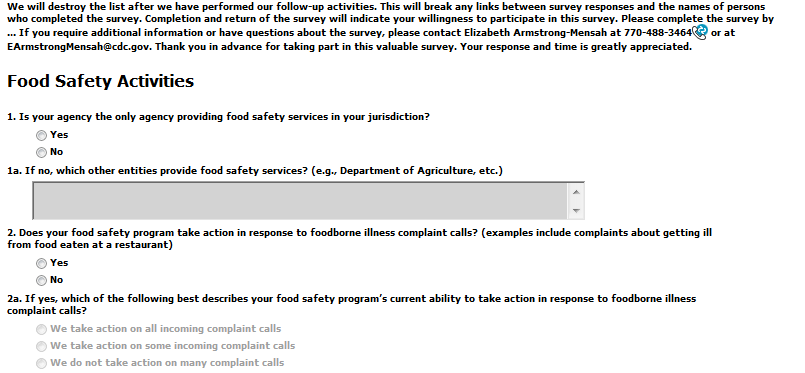 We will destroy the list after we have performed our follow-up activities. This will break any links between survey responses and the names of persons
who completed the survey. Completion and return of the survey will indicate your willingness to participate in this survey. Please complete the survey by
... If you require additional information or have questions about the survey, please contact Elizabeth Armstrong-Mensah at 770-488-3464 or at
EArmstrongMensah@cdc.gov. Thank you in advance for taking part in this valuable survey. Your response and time is greatly appreciated.
Food Safety Activities
1. Is your agency the only agency providing food safety services in your jurisdiction?
Yes
No
1a. If no, which other entities provide food safety services? (e.g., Department of Agriculture, etc.)
2. Does your food safety program take action in response to foodborne illness complaint calls? (examples include complaints about getting ill
from food eaten at a restaurant)
Yes
No
2a. If yes, which of the following best describes your food safety program's current ability to take action in response to foodborne illness
complaint calls?
We take action on all incoming complaint calls
We take action on some incoming complaint calls
We do not take action on many complaint calls